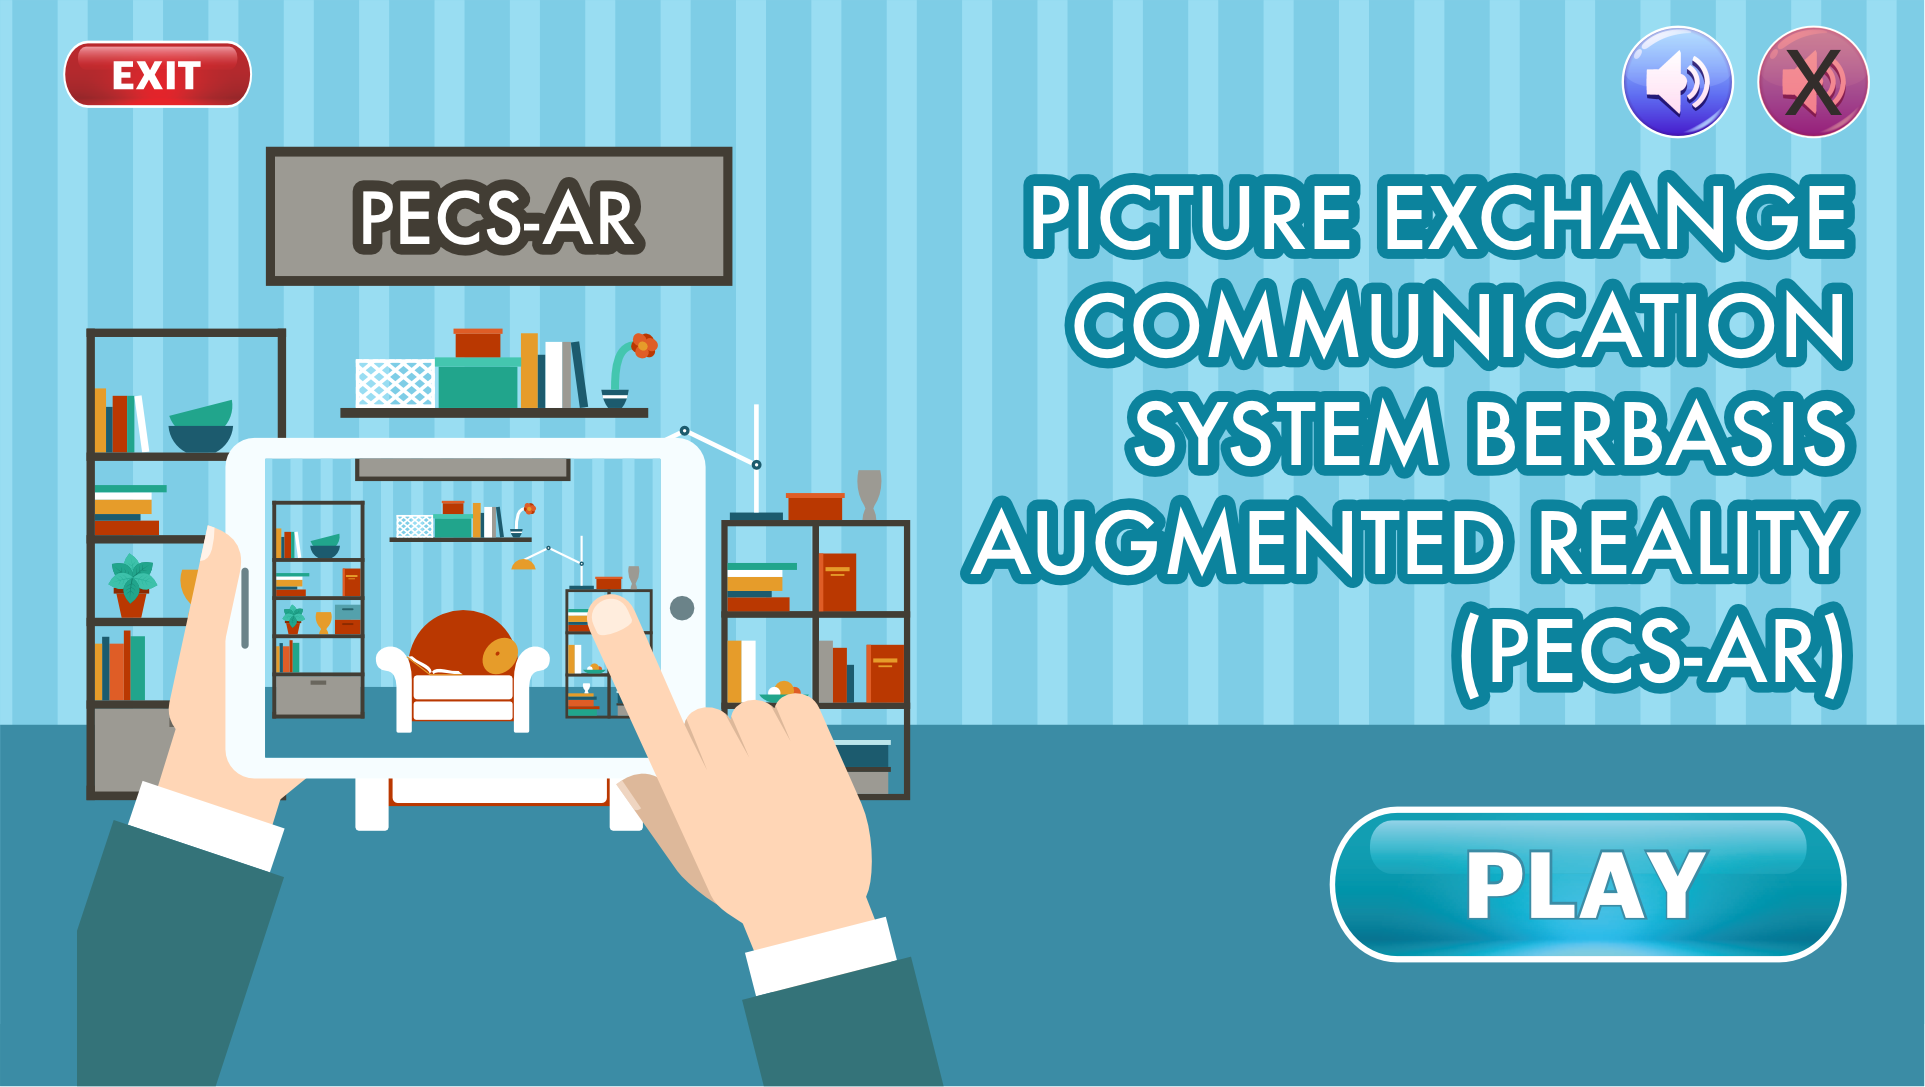 EXIT
X
PECS-AR
PICTURE EXCHANGE
COMMUNICATION
SYSTEM BERBASIS
AUGMENTED REALITY
(PECS-AR)
PLAY